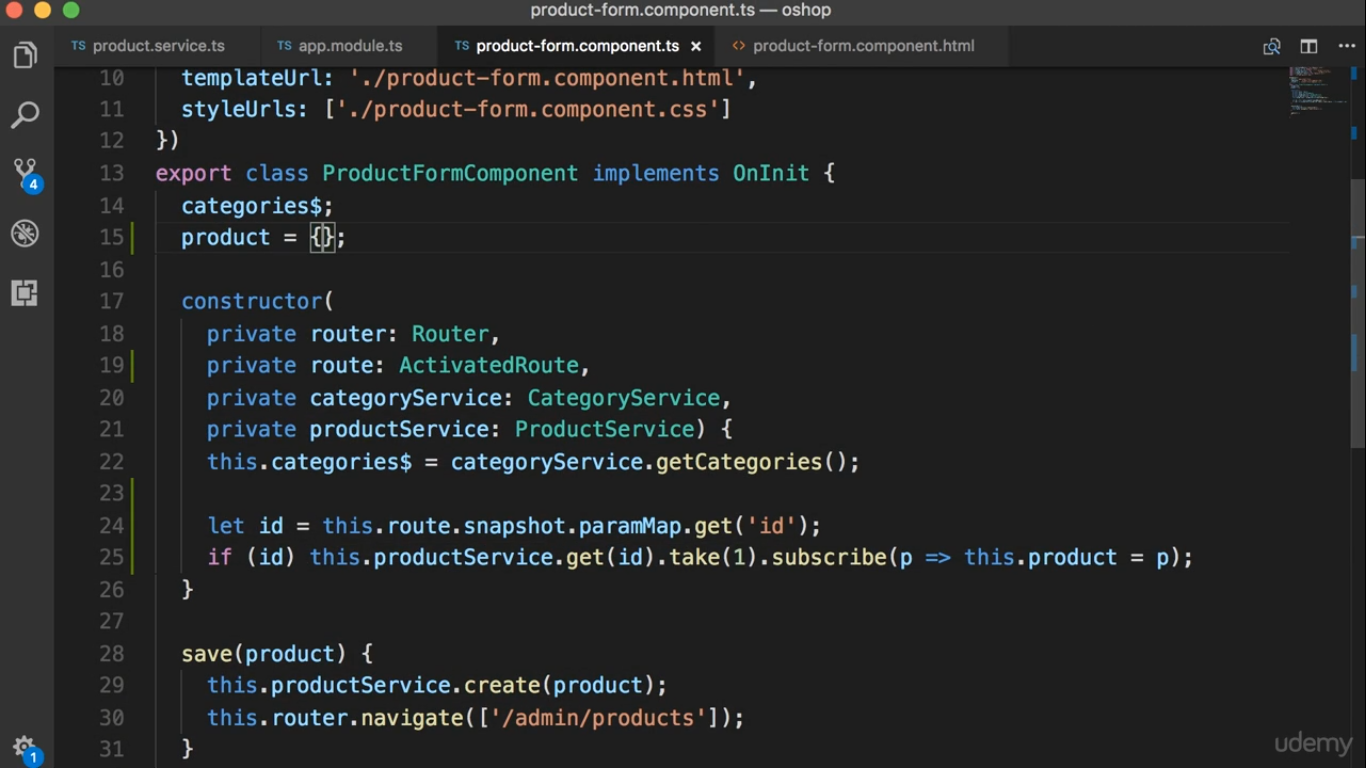 product-form.component.ts — oshop
TS product.service.ts TS app.module.ts TS product-form.component.ts × <> product-form.component.html
10 templateUrl: './product-form.component.html',
11 styleUrls: ['./product-form.component.css']
12 })
13 export class ProductFormComponent implements OnInit {
14 categories$;
15 product = {};
16
17 constructor(
18 private router: Router,
19 private route: ActivatedRoute,
20 private categoryService: CategoryService,
21 private productService: ProductService) {
22 this.categories$ = categoryService.getCategories();
23
24 let id = this.route.snapshot.paramMap.get('id');
25 if (id) this.productService.get(id).take(1).subscribe(p => this.product = p);
26 }
27
28 save(product) {
29 this.productService.create(product);
30 this.router.navigate(['/admin/products']);
31 }
4
1
udemy